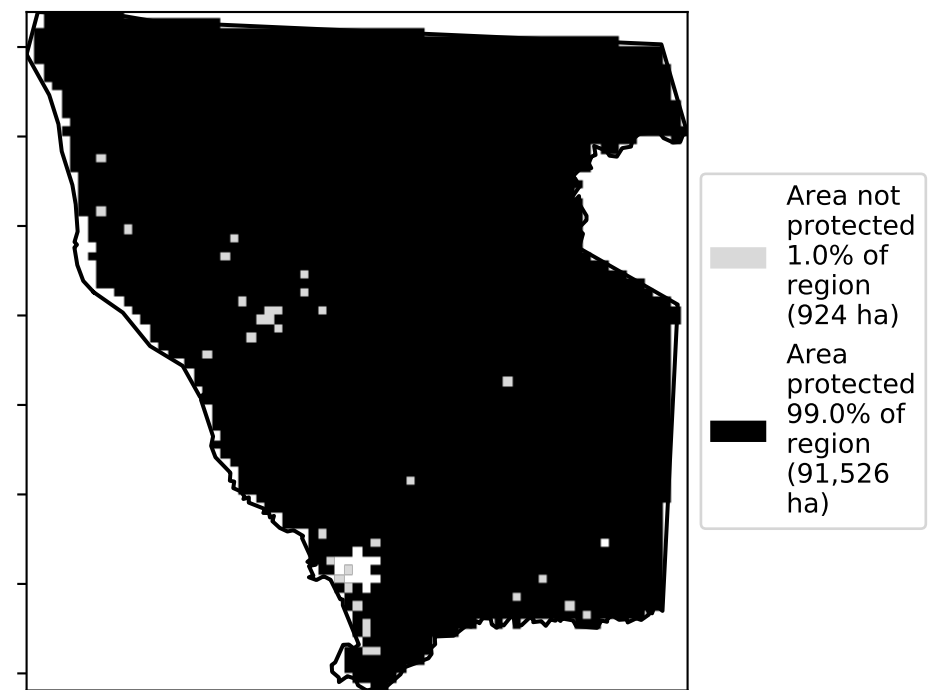 Area not
protected
1.0% of
region
(924 ha)
Area
protected
99.0% of
region
(91,526
ha)